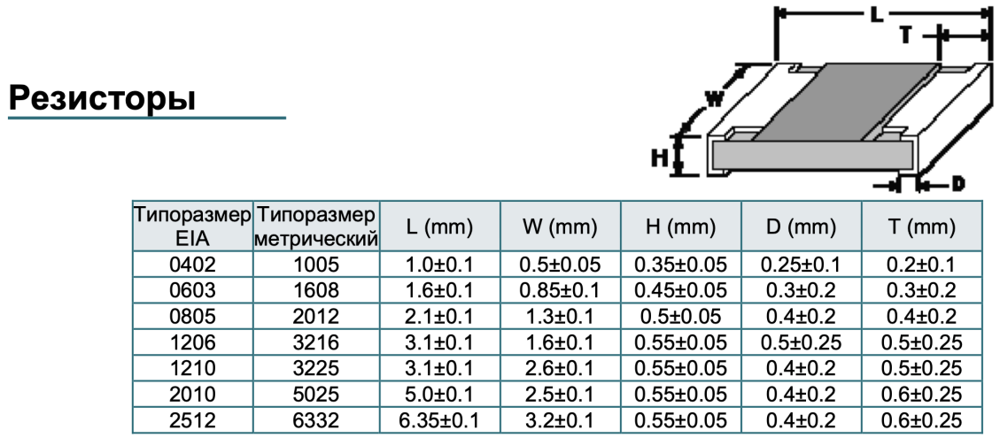 L
T
Резисторы
W
H
D
Типоразмер EIA Типоразмер метрический L (mm) W (mm) H (mm) D (mm) T (mm)
0402 1005 1.0±0.1 0.5±0.05 0.35±0.05 0.25±0.1 0.2±0.1
0603 1608 1.6±0.1 0.85±0.1 0.45±0.05 0.3±0.2 0.3±0.2
0805 2012 2.1±0.1 1.3±0.1 0.5±0.05 0.4±0.2 0.4±0.2
1206 3216 3.1±0.1 1.6±0.1 0.55±0.05 0.5±0.25 0.5±0.25
1210 3225 3.1±0.1 2.6±0.1 0.55±0.05 0.4±0.2 0.5±0.25
2010 5025 5.0±0.1 2.5±0.1 0.55±0.05 0.4±0.2 0.6±0.25
2512 6332 6.35±0.1 3.2±0.1 0.55±0.05 0.4±0.2 0.6±0.25